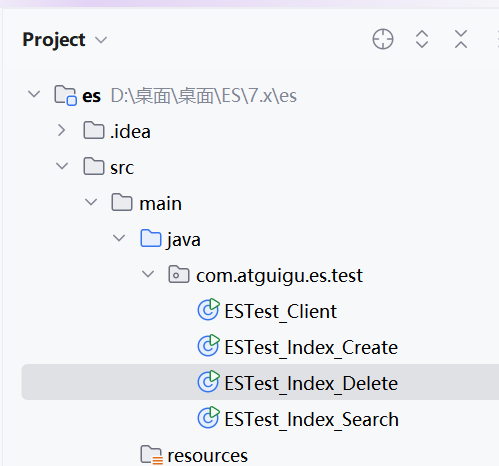 Project
es D:\桌面\桌面\ES\7.x\es
.idea
src
main
java
com.atguigu.es.test
ESTest_Client
ESTest_Index_Create
ESTest_Index_Delete
ESTest_Index_Search
resources